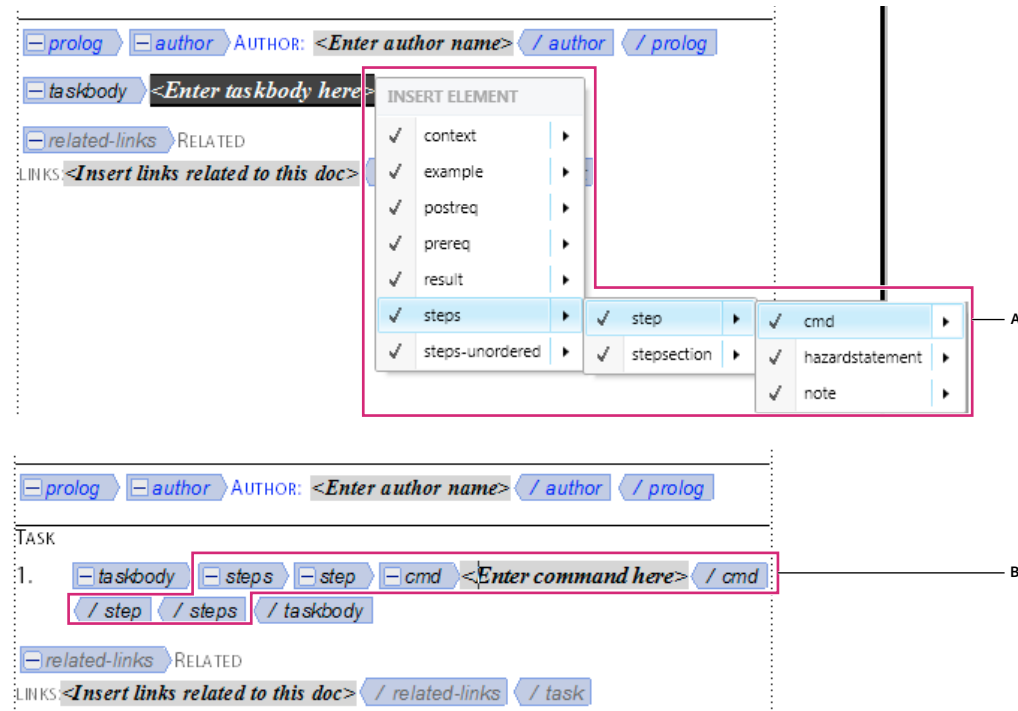 prolog author AUTHOR: <Enter author name> / author / prolog
taskbody <Enter taskbody here>
INSERT ELEMENT
context
example
postreq
prereq
result
steps
steps-unordered
step
stepsection
cmd
hazardstatement
note
A
related-links RELATED
LINKS:<Insert links related to this doc>
prolog author AUTHOR: <Enter author name> / author / prolog
TASK
1. taskbody steps step cmd <Enter command here> / cmd
B
/ step / steps / taskbody
related-links RELATED
LINKS:<Insert links related to this doc> / related-links / task